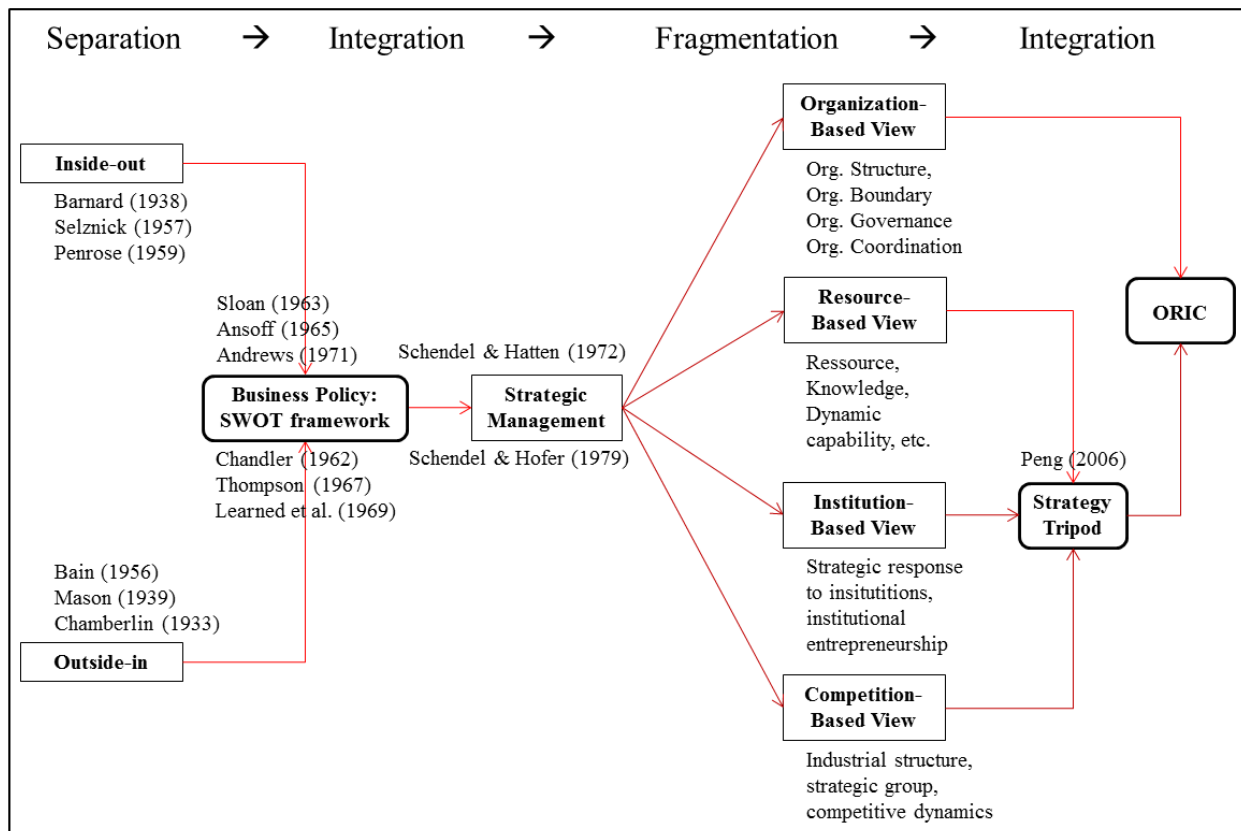 Separation → Integration → Fragmentation → Integration
Inside-out
Barnard (1938)
Selznick (1957)
Penrose (1959)
Sloan (1963)
Ansoff (1965)
Andrews (1971)
Business Policy:
SWOT framework
Chandler (1962)
Thompson (1967)
Learned et al. (1969)
Bain (1956)
Mason (1939)
Chamberlin (1933)
Outside-in
Schendel & Hatten (1972)
Strategic
Management
Schendel & Hofer (1979)
Organization-
Based View
Org. Structure,
Org. Boundary
Org. Governance
Org. Coordination
Resource-
Based View
Ressource,
Knowledge,
Dynamic
capability, etc.
Institution-
Based View
Strategic response
to insitutions,
institutional
entrepreneurship
Competition-
Based View
Industrial structure,
strategic group,
competitive dynamics
Peng (2006)
Strategy
Tripod
ORIC